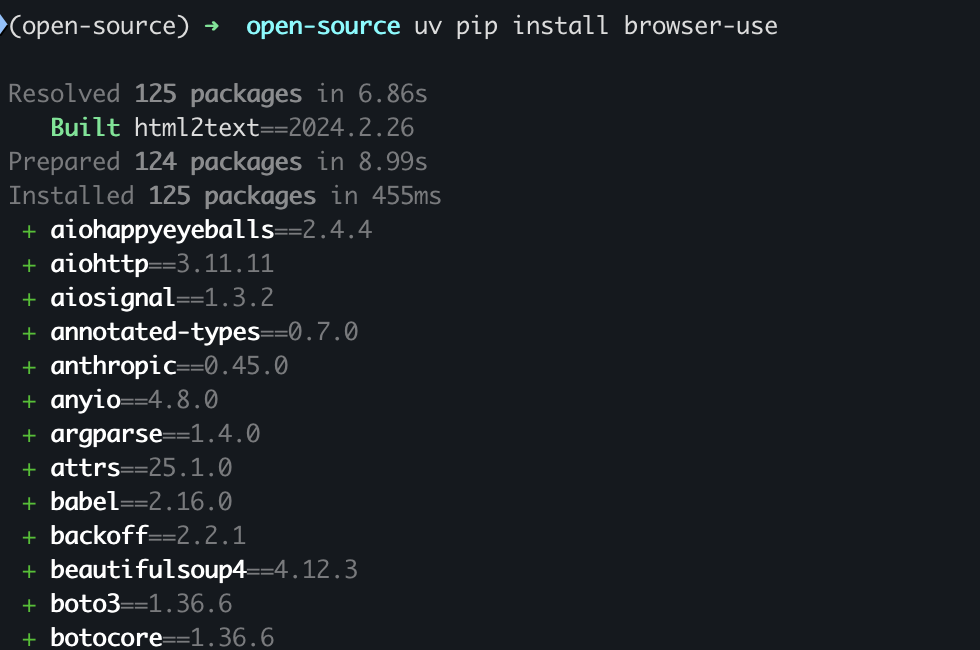 (open-source) ➜ open-source uv pip install browser-use
Resolved 125 packages in 6.86s
Built html2text==2024.2.26
Prepared 124 packages in 8.99s
Installed 125 packages in 455ms
+ aiohappyeyeballs==2.4.4
+ aiohttp==3.11.11
+ aiosignal==1.3.2
+ annotated-types==0.7.0
+ anthropic==0.45.0
+ anyio==4.8.0
+ argparse==1.4.0
+ attrs==25.1.0
+ babel==2.16.0
+ backoff==2.2.1
+ beautifulsoup4==4.12.3
+ boto3==1.36.6
+ botocore==1.36.6